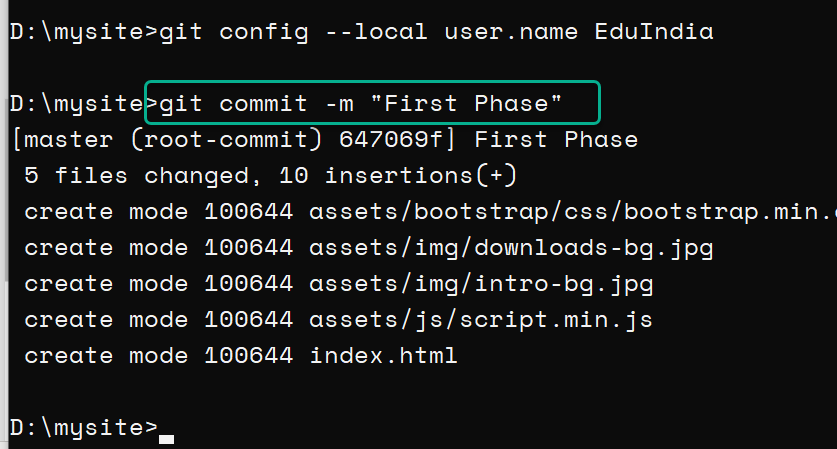 D:\mysite>git config --local user.name EduIndia
D:\mysite>git commit -m "First Phase"
[master (root-commit) 647069f] First Phase
 5 files changed, 10 insertions(+)
 create mode 100644 assets/bootstrap/css/bootstrap.min.
 create mode 100644 assets/img/downloads-bg.jpg
 create mode 100644 assets/img/intro-bg.jpg
 create mode 100644 assets/js/script.min.js
 create mode 100644 index.html
D:\mysite>